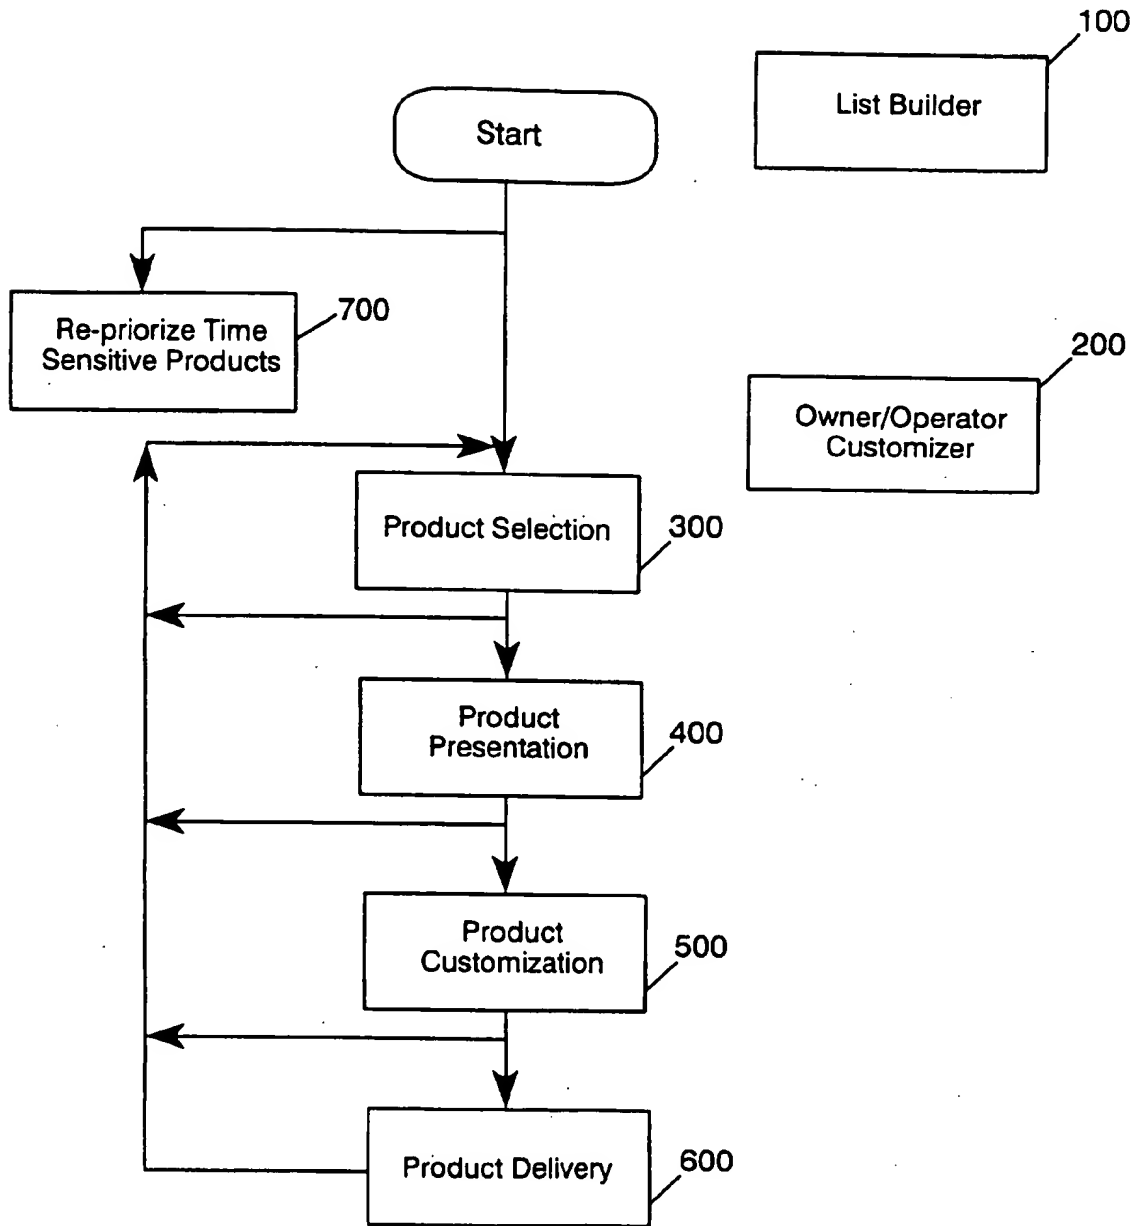 100
List Builder
Start
Re-priorize Time
Sensitive Products
700
200
Owner/Operator
Customizer
Product Selection
300
Product
Presentation
400
Product
Customization
500
Product Delivery
600